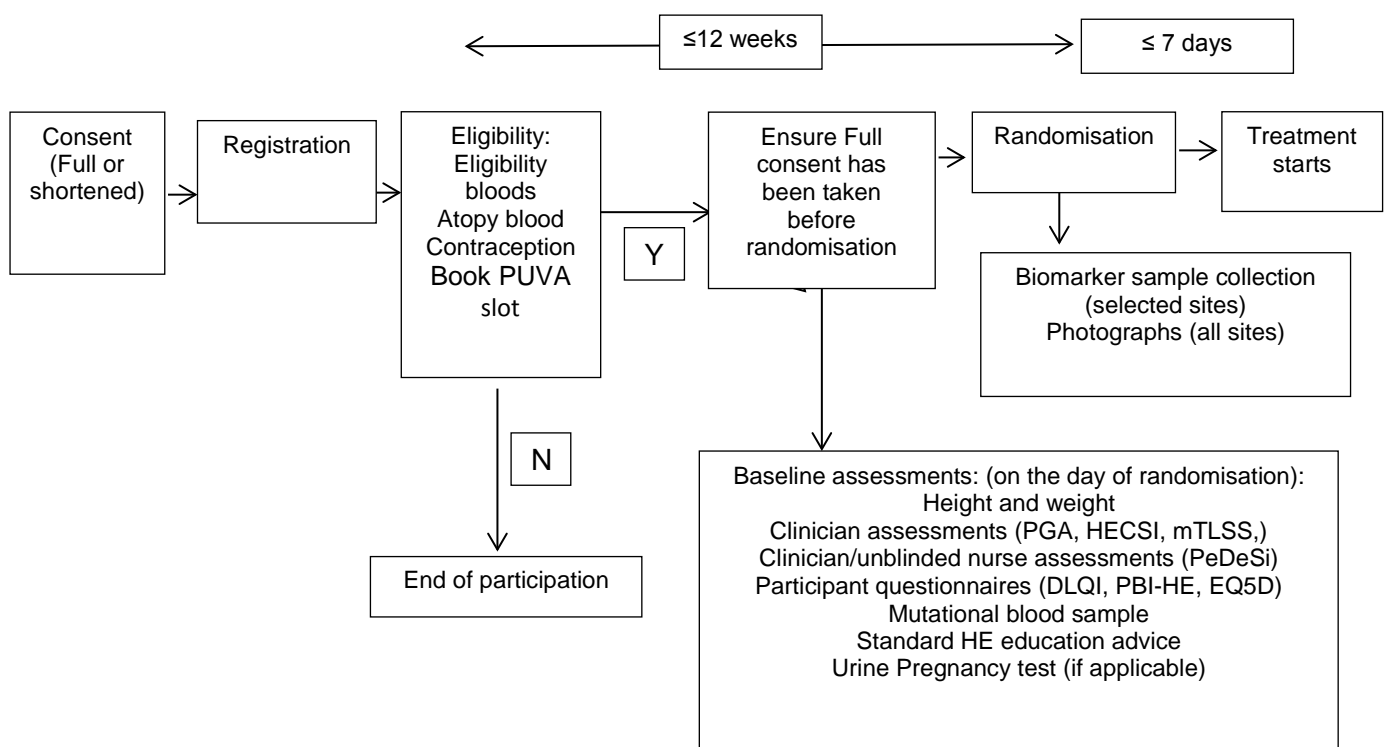 ≤12 weeks
≤ 7 days
Consent
(Full or
shortened)
Registration
Eligibility:
Eligibility
bloods
Atopy blood
Contraception
Book PUVA
slot
Y
Ensure Full
consent has
been taken
before
randomisation
Randomisation
Treatment
starts
Biomarker sample collection
(selected sites)
Photographs (all sites)
N
End of participation
Baseline assessments: (on the day of randomisation):
Height and weight
Clinician assessments (PGA, HECSI, mTLSS,)
Clinician/unblinded nurse assessments (PeDeSi)
Participant questionnaires (DLQI, PBI-HE, EQ5D)
Mutational blood sample
Standard HE education advice
Urine Pregnancy test (if applicable)